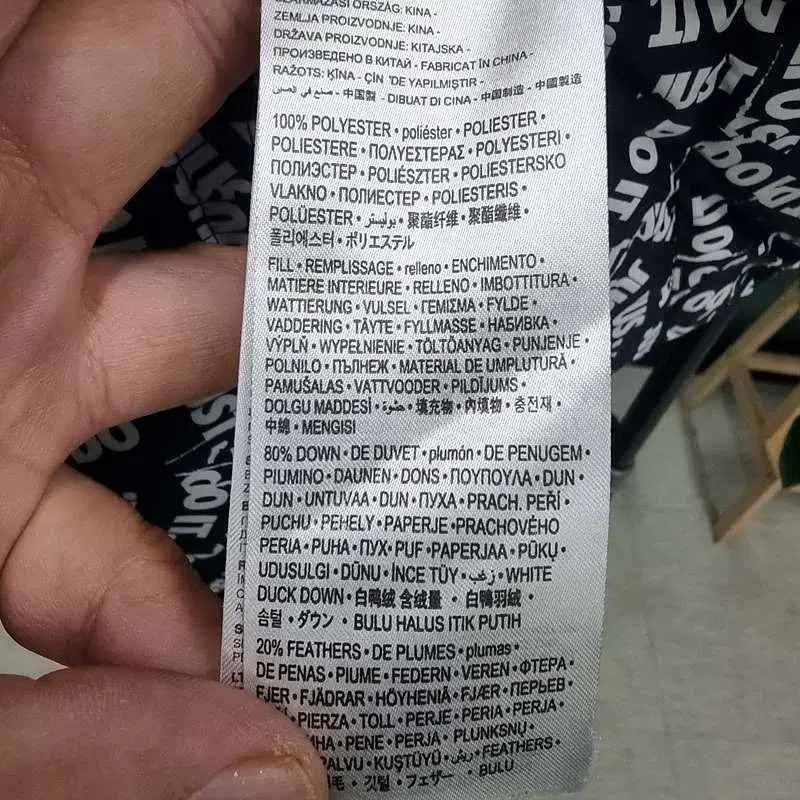 SZÁRMAZÁSI ORSZÁG: KINA -
ZEMLJA PROIZVODNJE: KINA -
DRŽAVA PROIZVODNJE: KITAJSKA -
ПРОИЗВЕДЕНО В КИТАЙ - FABRICAT ÎN CHINA -
RAŽOTS: ĶĪNA - ÇİN 'DE YAPILMIŞTIR -
صنع في الصين - 中国製 - DIBUAT DI CINA - 中国制造 - 中國製造
100% POLYESTER • poliéster • POLIESTER •
POLIESTERE • ΠΟΛΥΕΣΤΕΡΑΣ • POLYESTERI •
ПОЛИЭСТЕР • POLIÉSZTER • POLIESTERSKO
VLAKNO • ПОЛИЕСТЕР • POLIESTERIS •
POLÜESTER • بوليستر • 聚酯纤维 • 聚酯纖維 •
폴리에스터 • ポリエステル
FILL • REMPLISSAGE • relleno • ENCHIMENTO •
MATIERE INTERIEURE • RELLENO • IMBOTTITURA •
WATTIERUNG • VULSEL • ΓΕΜΙΣΜΑ • FYLDE •
VADDERING • TÄYTE • FYLLMASSE • НАБИВКА •
VÝPLŇ • WYPEŁNIENIE • TÖLTŐANYAG • PUNJENJE •
POLNILO • ПЪЛНЕЖ • MATERIAL DE UMPLUTURĂ •
PAMUŠALAS • VATTVOODER • PILDĪJUMS •
DOLGU MADDESİ • حشوة • 填充物 • 內填物 • 충전재 •
中綿 • MENGISI
80% DOWN • DE DUVET • plumón • DE PENUGEM •
PIUMINO • DAUNEN • DONS • ΠΟΥΠΟΥΛΑ • DUN •
DUN • UNTUVAA • DUN • ПУХА • PRACH. PEŘÍ •
PUCHU • PEHELY • PAPERJE • PRACHOVÉHO
PERIA • PUHA • ПУХ • PUF • PAPERJAA • PŪKŲ •
UDUSULGI • DŪNU • İNCE TÜY • زغب • WHITE
DUCK DOWN • 白鸭绒 含绒量 • 白鴨羽絨 •
솜털 • ダウン • BULU HALUS ITIK PUTIH
20% FEATHERS • DE PLUMES • plumas •
DE PENAS • PIUME • FEDERN • VEREN • ΦΤΕΡΑ •
FJER • FJÄDRAR • HÖYHENIÄ • FJÆR • ПЕРЬЕВ •
PIERZA • TOLL • PERJE • PERIA • PERJA •
PENE • PERJA • PLUNKSNŲ •
PALVU • KUŞTÜYÜ • ريش • FEATHERS •
毛 • 깃털 • フェザー • BULU